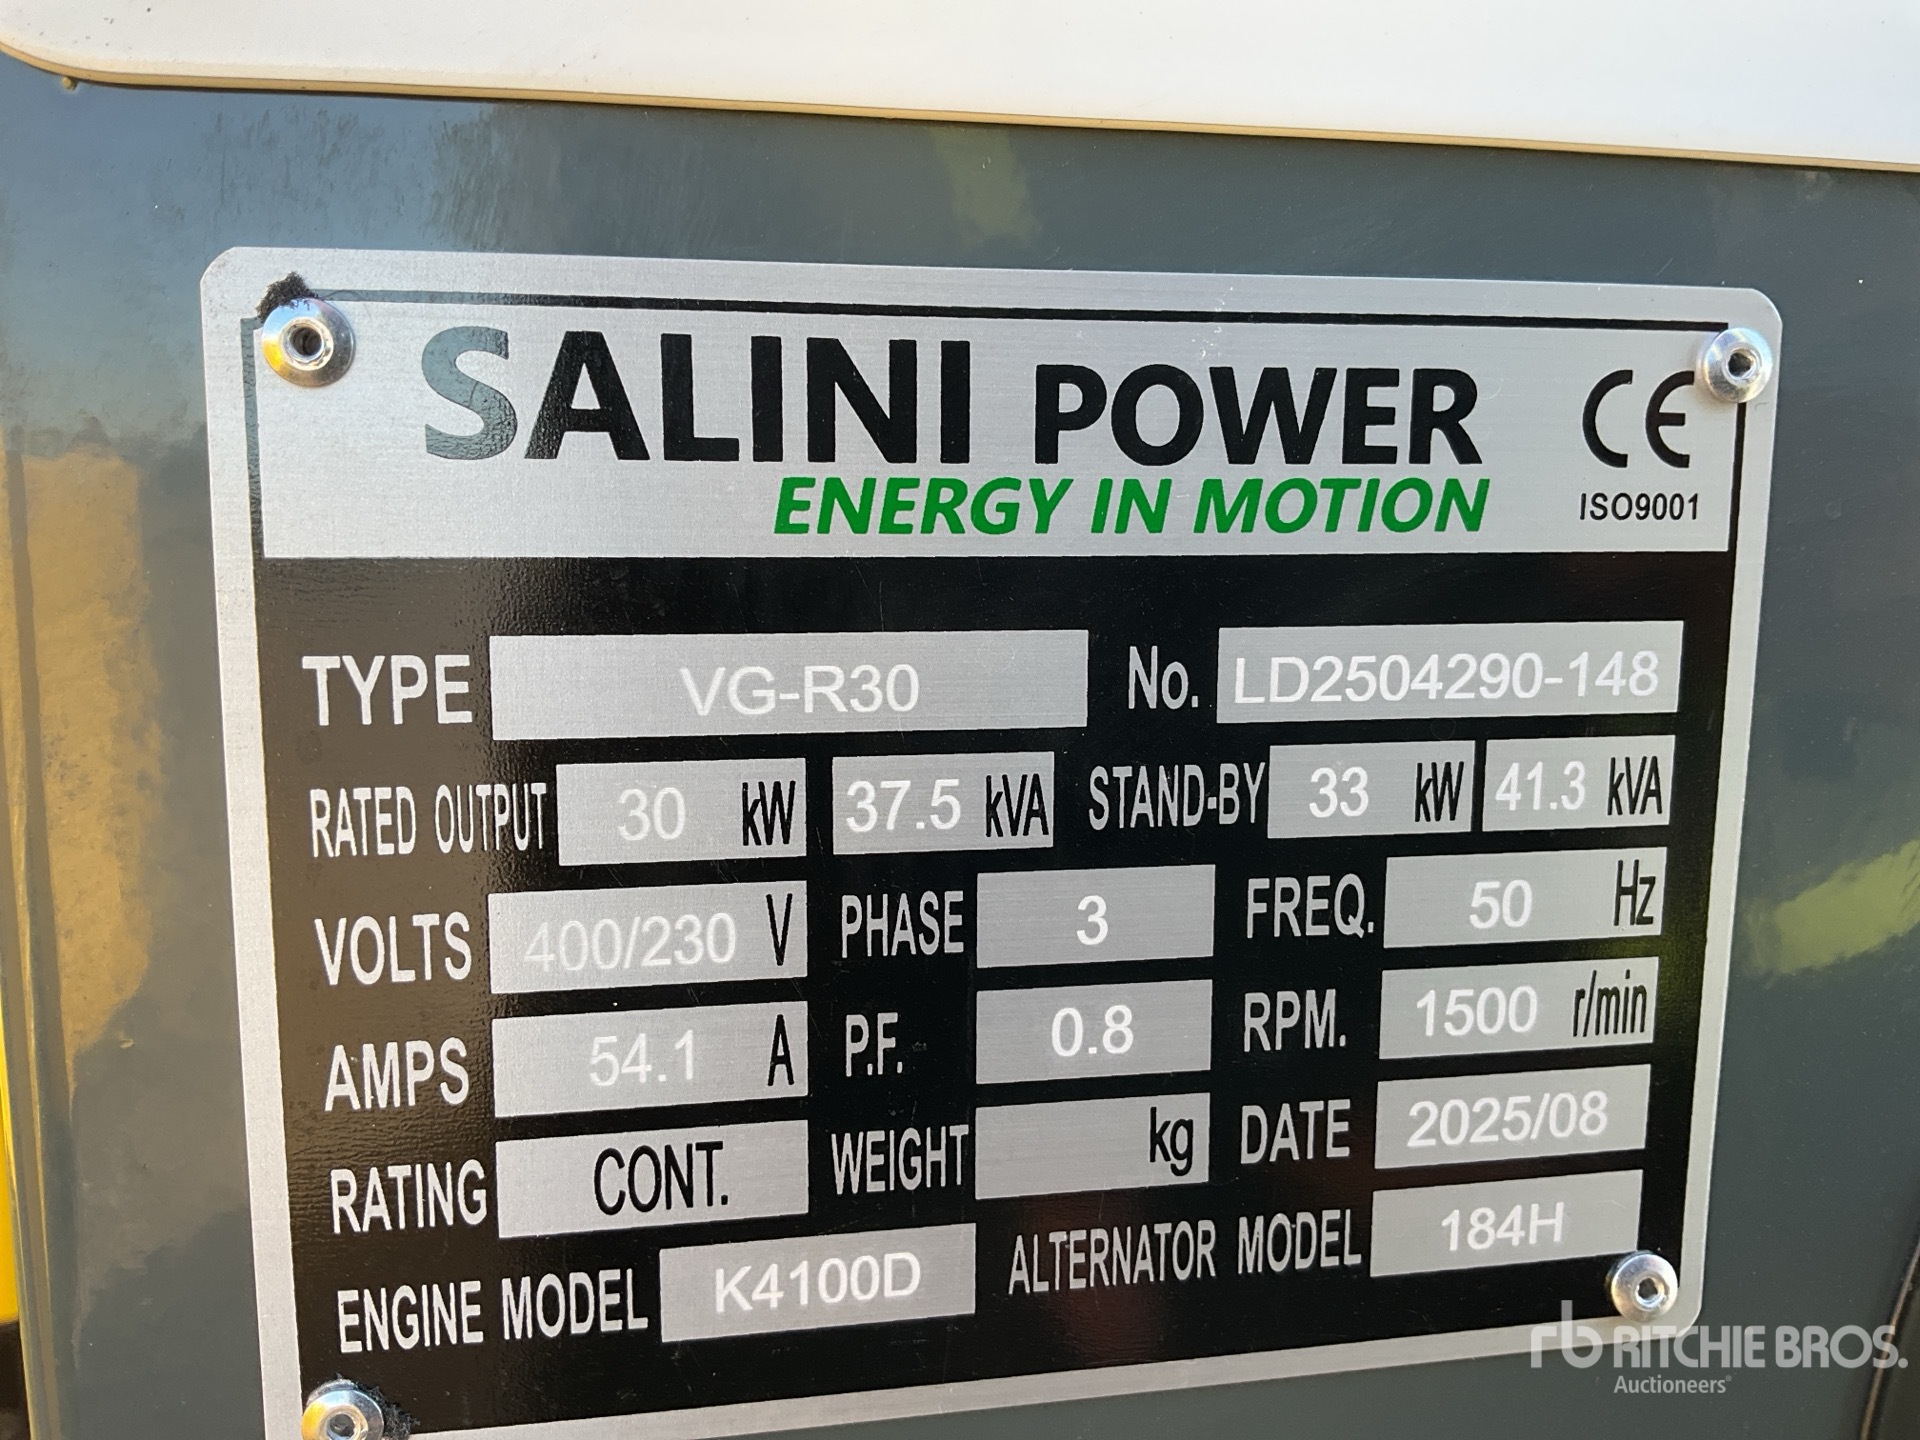 SALINI POWER
CE
ENERGY IN MOTION
ISO9001
TYPE VG-R30 No. LD2504290-148
RATED OUTPUT 30 kW 37.5 kVA STAND-BY 33 kW 41.3 kVA
VOLTS 400/230 V PHASE 3 FREQ. 50 Hz
AMPS 54.1 A P.F. 0.8 RPM. 1500 r/min
RATING CONT. WEIGHT kg DATE 2025/08
ENGINE MODEL K4100D ALTERNATOR MODEL 184H
rb RITCHIE BROS.
Auctioneers